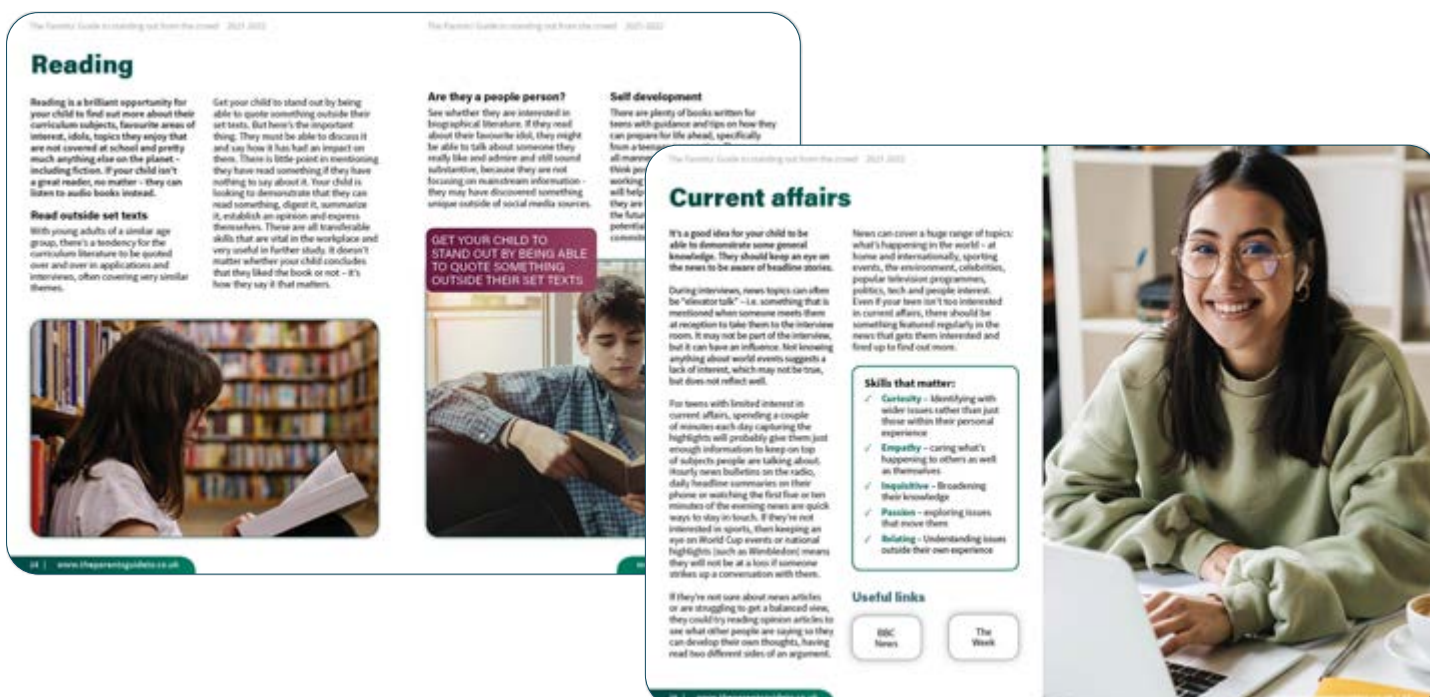 The Parents' Guide to standing out from the crowd 2021-2022
Reading
Reading is a brilliant opportunity for
your child to find out more about their
curriculum subjects, favourite areas of
interest, idols, topics they enjoy that
are not covered at school and pretty
much anything else on the planet –
including fiction. If your child isn't
a great reader, no matter – they can
listen to audio books instead.
Read outside set texts
With young adults of a similar age
group, there's a tendency for the
curriculum literature to be quoted
over and over in applications and
interviews, often covering very similar
themes.
Get your child to stand out by being
able to quote something outside their
set texts. But here's the important
thing. They must be able to discuss it
and say how it has had an impact on
them. There is little point in mentioning
they have read something if they have
nothing to say about it. Your child is
looking to demonstrate that they can
read something, digest it, summarize
it, establish an opinion and express
themselves. These are all transferable
skills that are vital in the workplace and
very useful in further study. It doesn't
matter whether your child concludes
that they liked the book or not – it's
how they say it that matters.
www.theparentsguideto.co.uk
The Parents' Guide to standing out from the crowd 2021-2022
Are they a people person?
See whether they are interested in
biographical literature. If they read
about their favourite idol, they might
be able to talk about someone they
really like and admire and still sound
substantive, because they are not
focusing on mainstream information –
they may have discovered something
unique outside of social media sources.
GET YOUR CHILD TO
STAND OUT BY BEING ABLE
TO QUOTE SOMETHING
OUTSIDE THEIR SET TEXTS
Self development
There are plenty of books written for
teens with guidance and tips on how they
can prepare for life ahead, specifically
from a
all
think
working
will help
they are
the
The Parents' Guide to standing out from the crowd 2021-2022
Current affairs
It's a good idea for your child to be
able to demonstrate some general
knowledge. They should keep an eye on
the news to be aware of headline stories.
During interviews, news topics can often
be "elevator talk" – i.e. something that is
mentioned when someone meets them
at reception to take them to the interview
room. It may not be part of the interview,
but it can have an influence. Not knowing
anything about world events suggests a
lack of interest, which may not be true,
but does not reflect well.
For teens with limited interest in
current affairs, spending a couple
of minutes each day capturing the
highlights will probably give them just
enough information to keep on top
of subjects people are talking about.
Hourly news bulletins on the radio,
daily headline summaries on their
phone or watching the first five or ten
minutes of the evening news are quick
ways to stay in touch. If they're not
interested in sports, then keeping an
eye on World Cup events or national
highlights (such as Wimbledon) means
they will not be at a loss if someone
strikes up a conversation with them.
If they're not sure about news articles
or are struggling to get a balanced view,
they could try reading opinion articles to
see what other people are saying so they
can develop their own thoughts, having
read two different sides of an argument.
News can cover a huge range of topics:
what's happening in the world – at
home and internationally, sporting
events, the environment, celebrities,
popular television programmes,
politics, tech and people interest.
Even if your teen isn't too interested
in current affairs, there should be
something featured regularly in the
news that gets them interested and
fired up to find out more.
Skills that matter:
✓ Curiosity – Identifying with
wider issues rather than just
those within their personal
experience
✓ Empathy – caring what's
happening to others as well
as themselves
✓ Inquisitive – Broadening
their knowledge
✓ Passion – exploring issues
that move them
✓ Relating – Understanding issues
outside their own experience
Useful links
BBC
News
The
Week
www.theparentsguideto.co.uk